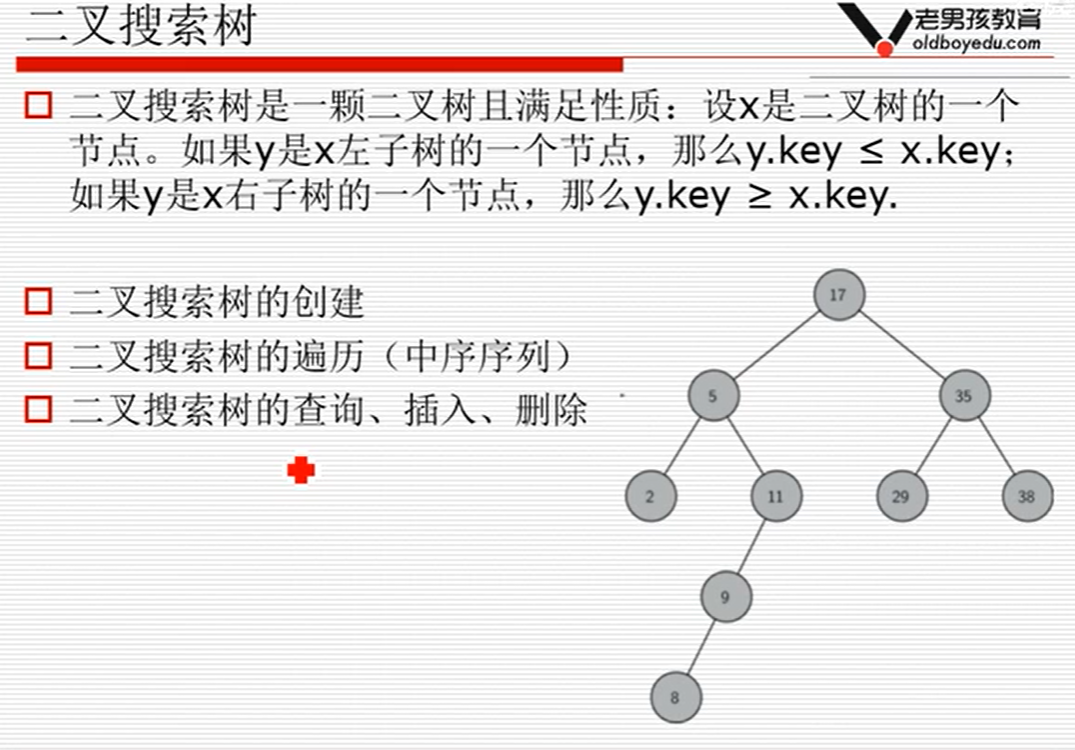 二叉搜索树
老男孩教育
oldboyedu.com
二叉搜索树是一颗二叉树且满足性质：设x是二叉树的一个
节点。如果y是x左子树的一个节点，那么y.key ≤ x.key；
如果y是x右子树的一个节点，那么y.key ≥ x.key.
二叉搜索树的创建
二叉搜索树的遍历（中序序列）
二叉搜索树的查询、插入、删除
17
5
35
2
11
29
38
9
8